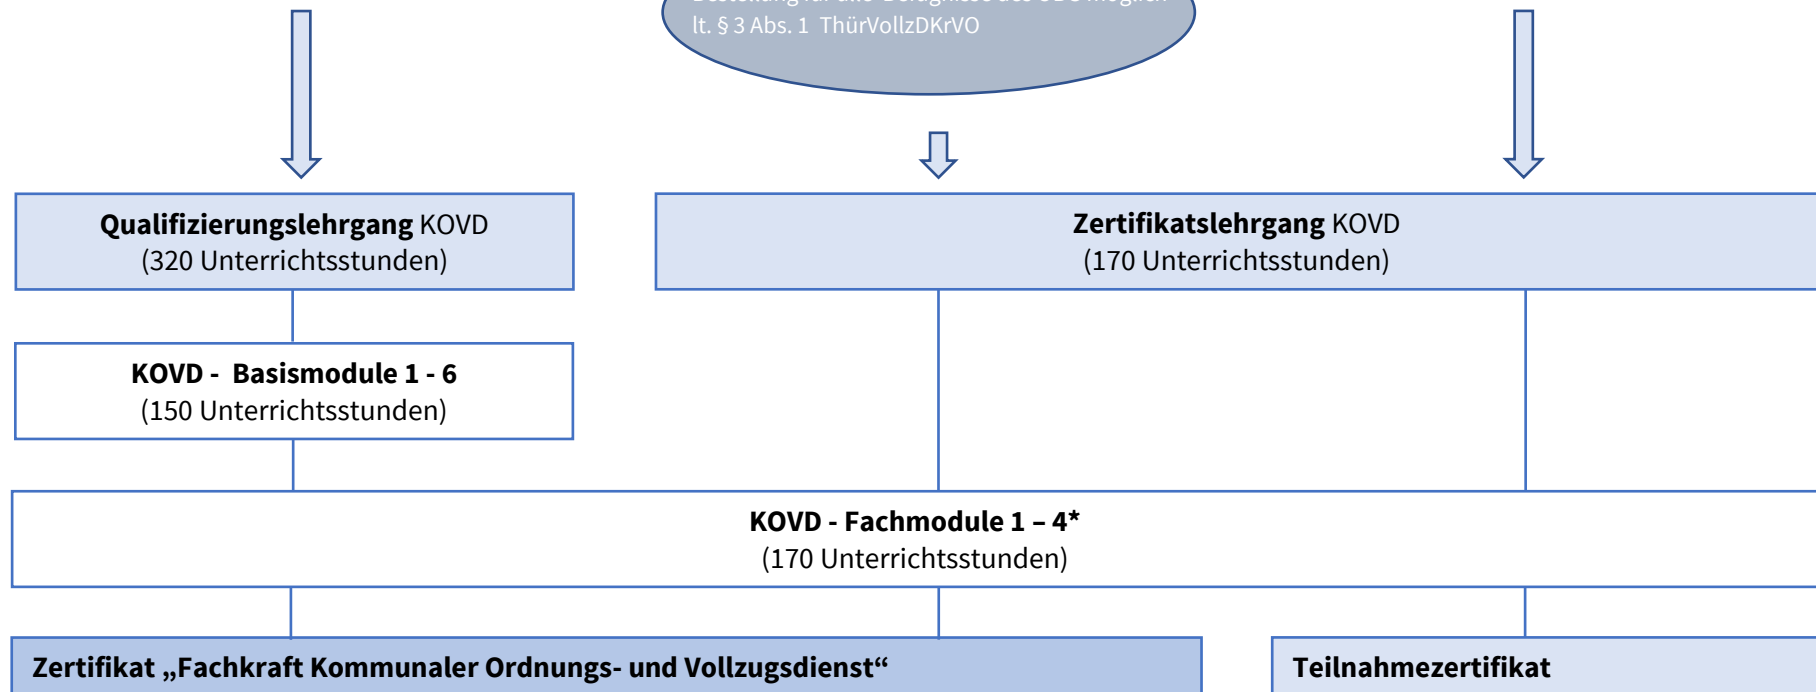 lt. § 3 Abs. 1 ThürVollzDKrVO
Qualifizierungslehrgang KOVD
(320 Unterrichtsstunden)
Zertifikatslehrgang KOVD
(170 Unterrichtsstunden)
KOVD - Basismodule 1 - 6
(150 Unterrichtsstunden)
KOVD - Fachmodule 1 – 4*
(170 Unterrichtsstunden)
Zertifikat „Fachkraft Kommunaler Ordnungs- und Vollzugsdienst“
Teilnahmezertifikat